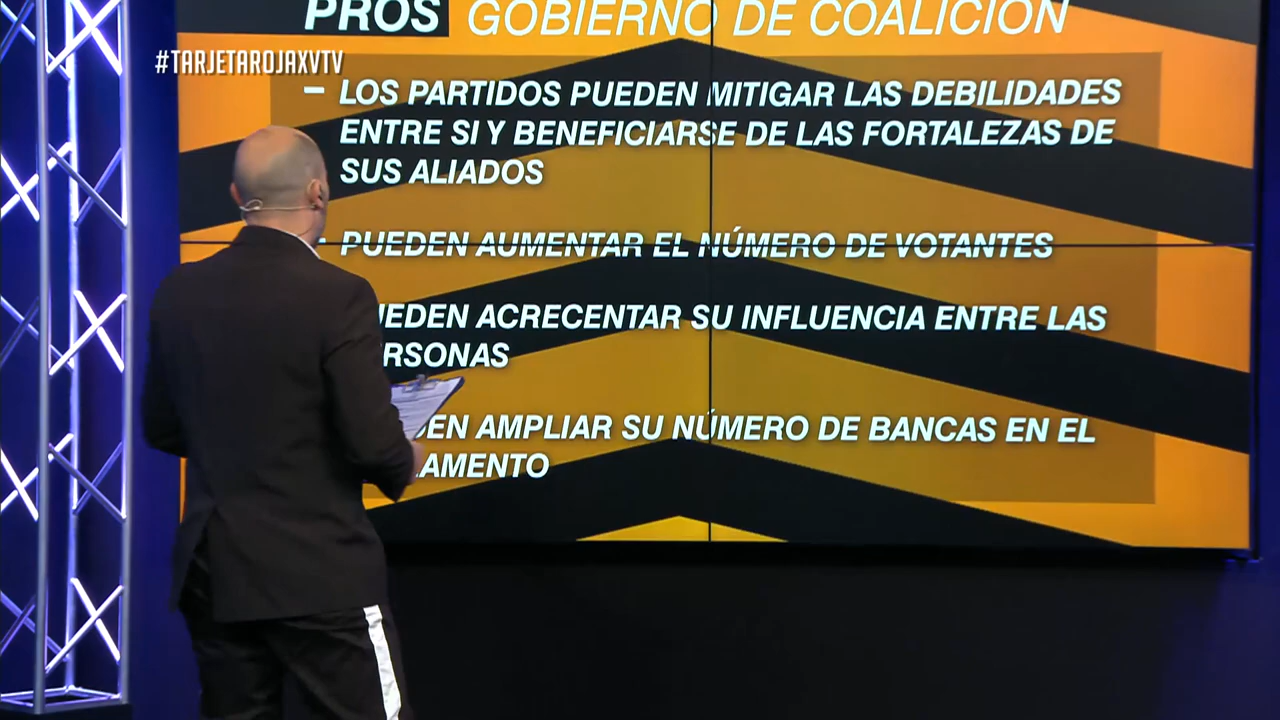 PROS GOBIERNO DE COALICIÓN
#TARJETAROJAXVTV
- LOS PARTIDOS PUEDEN MITIGAR LAS DEBILIDADES
ENTRE SI Y BENEFICIARSE DE LAS FORTALEZAS DE
SUS ALIADOS
- PUEDEN AUMENTAR EL NÚMERO DE VOTANTES
ACRECENTAR SU INFLUENCIA ENTRE LAS
AMPLIAR SU NÚMERO DE BANCAS EN EL